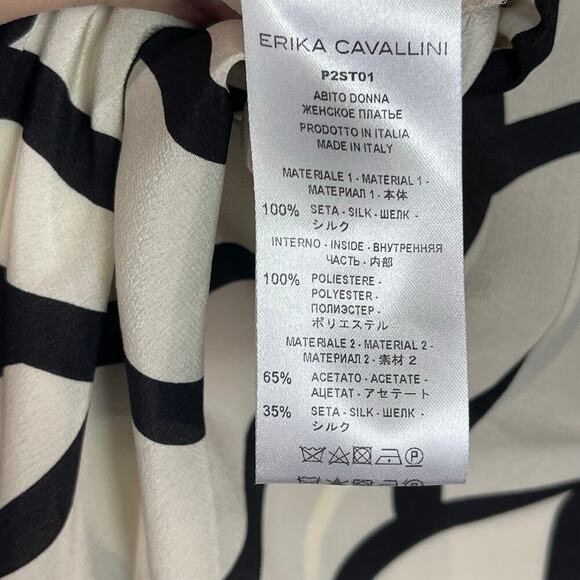 ERIKA CAVALLINI
P2ST01
ABITO DONNA
ЖЕНСКОЕ ПЛАТЬЕ
PRODOTTO IN ITALIA
MADE IN ITALY
MATERIALE 1 - MATERIAL 1 -
МАТЕРИАЛ 1 - 本体
100% SETA - SILK - ШЕЛК -
シルク
INTERNO - INSIDE - ВНУТРЕННЯЯ
ЧАСТЬ - 内部
100% POLIESTERE -
POLYESTER -
ПОЛИЭСТЕР -
ポリエステル
MATERIALE 2 - MATERIAL 2 -
МАТЕРИАЛ 2 - 素材 2
65% ACETATO - ACETATE -
АЦЕТАТ - アセテート
35% SETA - SILK - ШЕЛК -
シルク
P